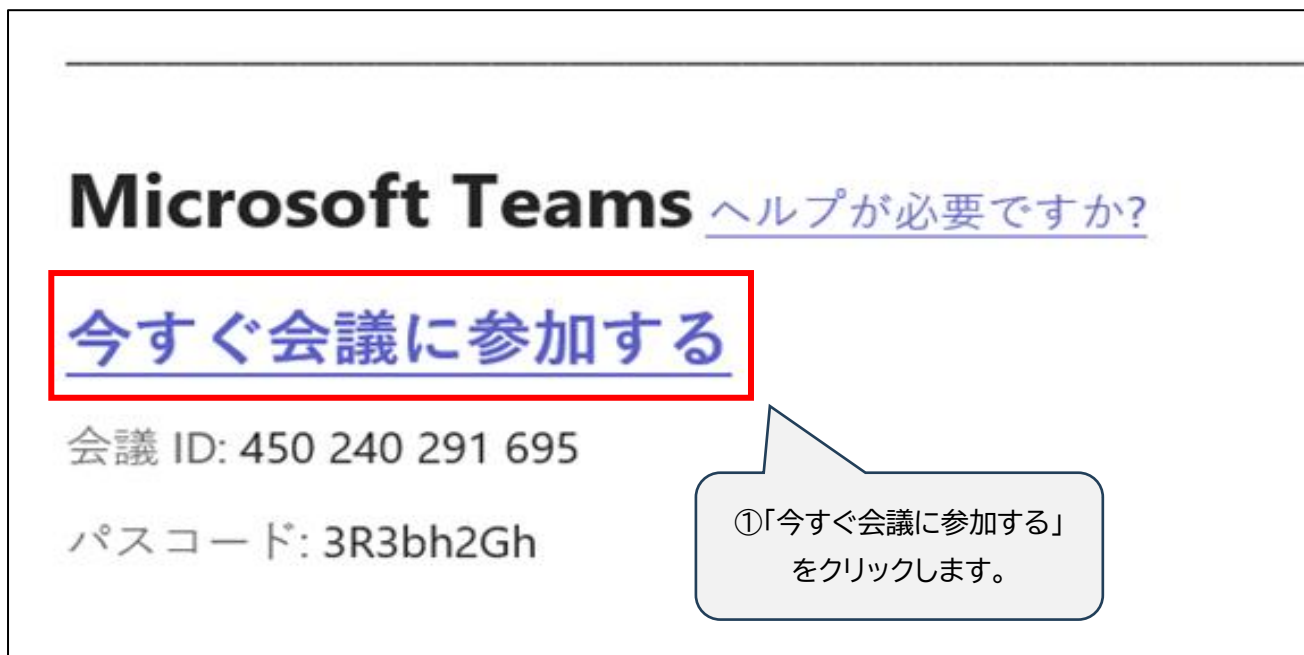 Microsoft Teams ヘルプが必要ですか?
今すぐ会議に参加する
会議 ID: 450 240 291 695
パスコード: 3R3bh2Gh
①「今すぐ会議に参加する」
をクリックします。